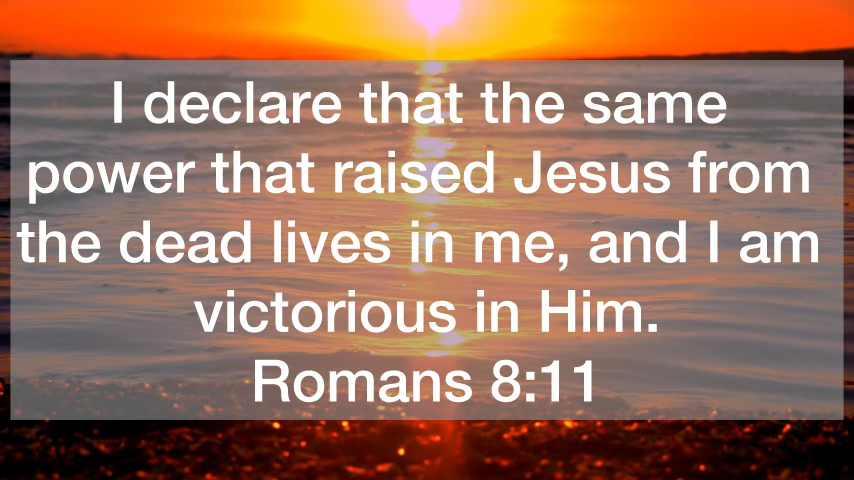 I declare that the same
power that raised Jesus from
the dead lives in me, and I am
victorious in Him.
Romans 8:11